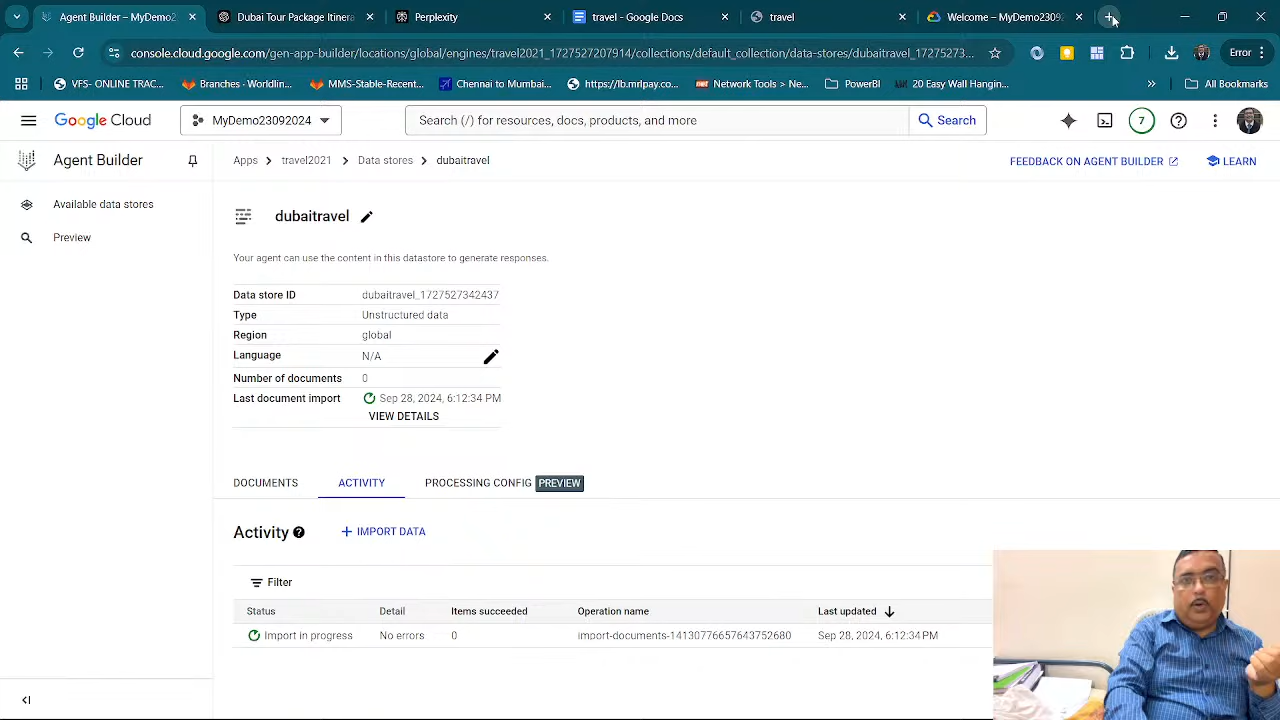 Welcome – MyDemo2
Dubai Tour Package Itinera
Perplexity
travel - Google Docs
travel
Welcome – MyDemo2309
console.cloud.google.com/gen-app-builder/locations/global/engines/travel2021_1727527207914/collections/default_collection/data-stores/dubaitravel_17275273...
Error
VFS- ONLINE TRAC...
Branches · Worldlin...
MMS-Stable-Recent...
Cleint to Mumbai...
https://b.mrlpay.co...
Network Tools > Ne...
PowerBI
20 Easy Wall Hangin...
»
All Bookmarks
Google Cloud
MyDemo23092024
Search (/) for resources, docs, products, and more
Search
7
Agent Builder
Apps > travel2021 > Data stores > dubaitravel
FEEDBACK ON AGENT BUILDER
LEARN
Available data stores
Preview
dubaitravel
Your agent can use the content in this datastore to generate responses.
Data store ID dubaitravel_1727527342437
Type Unstructured data
Region global
Language N/A
Number of documents 0
Last document import Sep 28, 2024, 6:12:34 PM
VIEW DETAILS
DOCUMENTS ACTIVITY PROCESSING CONFIG PREVIEW
Activity + IMPORT DATA
Filter
Status Detail Items succeeded Operation name Last updated
Import in progress No errors 0 import-documents-14130776657643752680 Sep 28, 2024, 6:12:34 PM